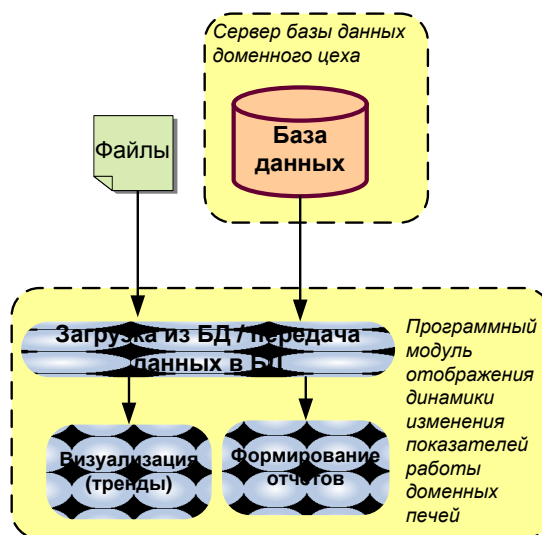 Сервер базы данных
доменного цеха
База
данных
Файлы
Загрузка из БД / передача
данных в БД
Программный
модуль
отображения
динамики
изменения
показателей
работы
доменных
печей
Визуализация
(тренды)
Формирование
отчетов